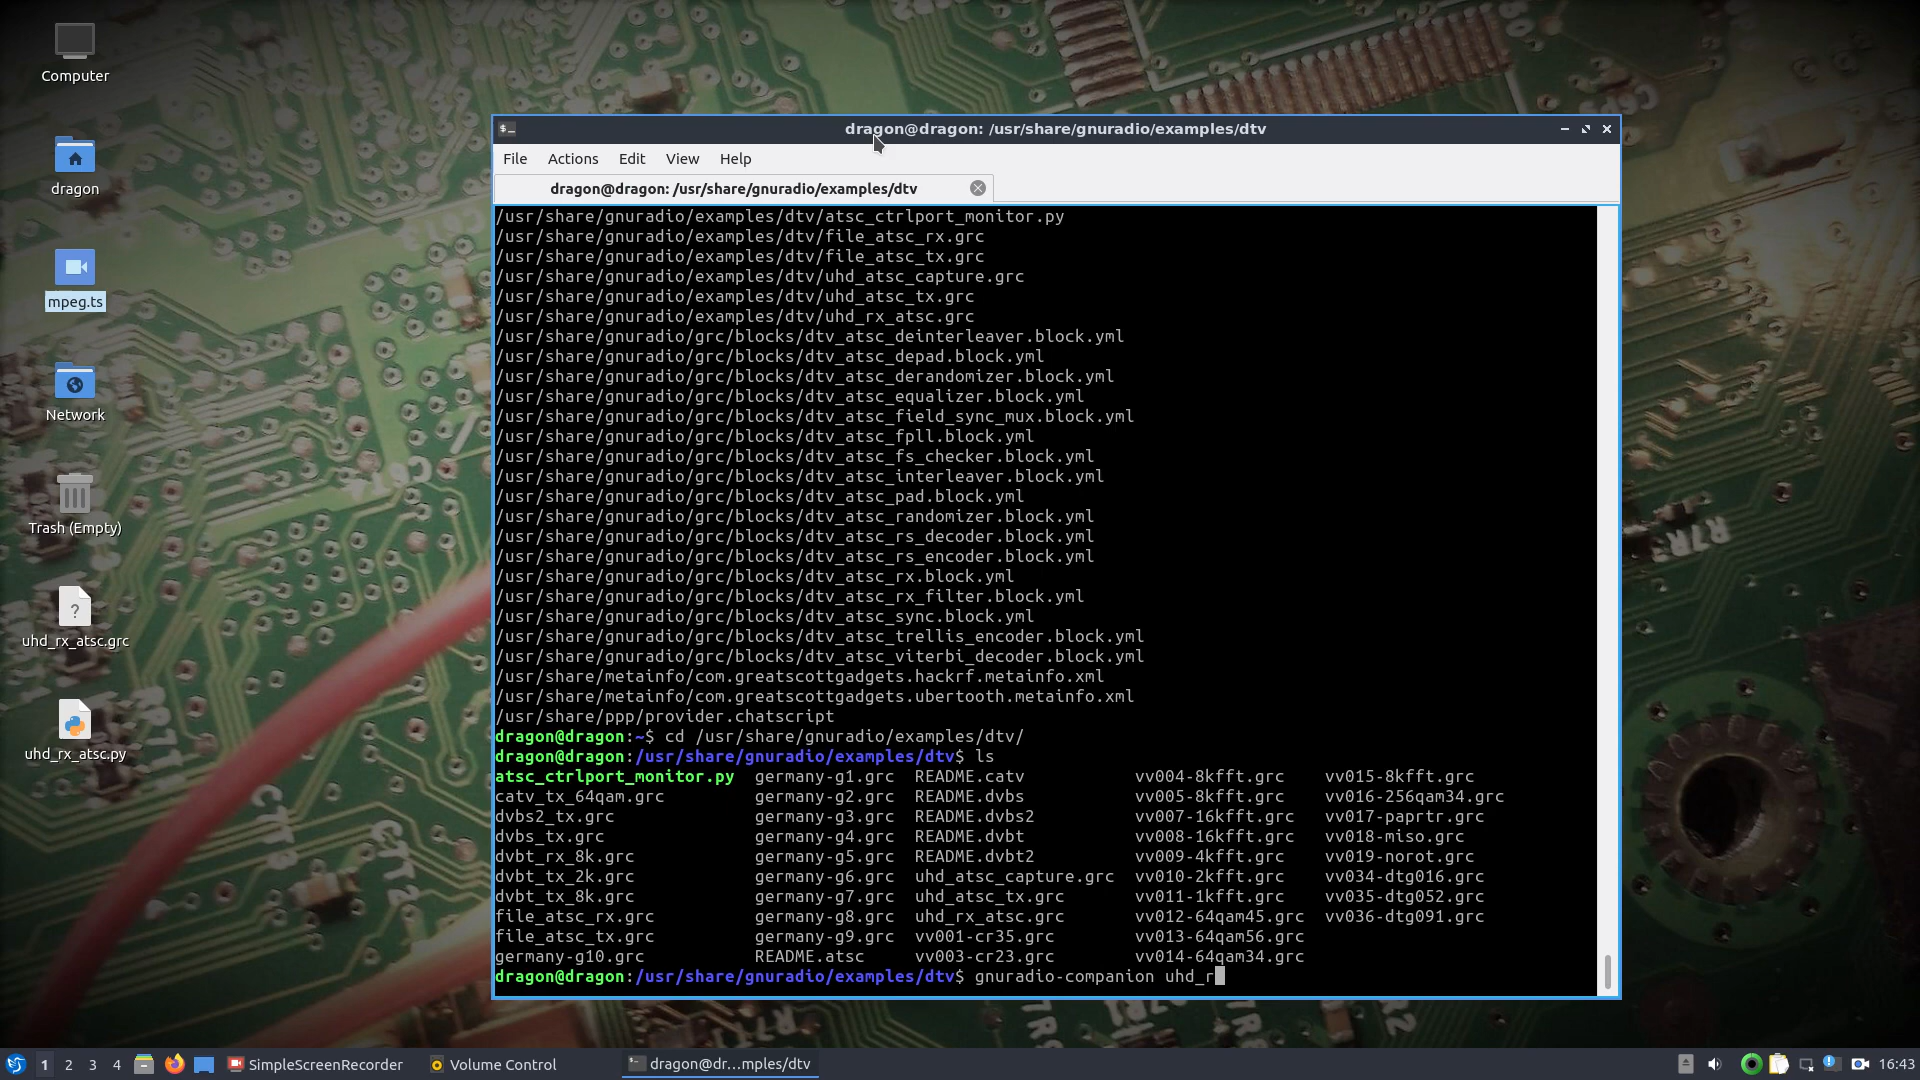 Computer
dragon
mpeg.ts
Network
Trash (Empty)
uhd_rx_atsc.grc
uhd_rx_atsc.py
dragon@dragon: /usr/share/gnuradio/examples/dtv
File Actions Edit View Help
dragon@dragon: /usr/share/gnuradio/examples/dtv
/usr/share/gnuradio/examples/dtv/atsc_ctrlport_monitor.py
/usr/share/gnuradio/examples/dtv/file_atsc_rx.grc
/usr/share/gnuradio/examples/dtv/file_atsc_tx.grc
/usr/share/gnuradio/examples/dtv/uhd_atsc_capture.grc
/usr/share/gnuradio/examples/dtv/uhd_atsc_tx.grc
/usr/share/gnuradio/examples/dtv/uhd_rx_atsc.grc
/usr/share/gnuradio/grc/blocks/dtv_atsc_deinterleaver.block.yml
/usr/share/gnuradio/grc/blocks/dtv_atsc_depad.block.yml
/usr/share/gnuradio/grc/blocks/dtv_atsc_derandomizer.block.yml
/usr/share/gnuradio/grc/blocks/dtv_atsc_equalizer.block.yml
/usr/share/gnuradio/grc/blocks/dtv_atsc_field_sync_mux.block.yml
/usr/share/gnuradio/grc/blocks/dtv_atsc_fpll.block.yml
/usr/share/gnuradio/grc/blocks/dtv_atsc_fs_checker.block.yml
/usr/share/gnuradio/grc/blocks/dtv_atsc_interleaver.block.yml
/usr/share/gnuradio/grc/blocks/dtv_atsc_pad.block.yml
/usr/share/gnuradio/grc/blocks/dtv_atsc_randomizer.block.yml
/usr/share/gnuradio/grc/blocks/dtv_atsc_rs_decoder.block.yml
/usr/share/gnuradio/grc/blocks/dtv_atsc_rs_encoder.block.yml
/usr/share/gnuradio/grc/blocks/dtv_atsc_rx.block.yml
/usr/share/gnuradio/grc/blocks/dtv_atsc_rx_filter.block.yml
/usr/share/gnuradio/grc/blocks/dtv_atsc_sync.block.yml
/usr/share/gnuradio/grc/blocks/dtv_atsc_trellis_encoder.block.yml
/usr/share/gnuradio/grc/blocks/dtv_atsc_viterbi_decoder.block.yml
/usr/share/metainfo/com.greatscottgadgets.hackrf.metainfo.xml
/usr/share/metainfo/com.greatscottgadgets.ubertooth.metainfo.xml
/usr/share/ppp/provider.chatscript
dragon@dragon:~$ cd /usr/share/gnuradio/examples/dtv/
dragon@dragon:/usr/share/gnuradio/examples/dtv$ ls
atsc_ctrlport_monitor.py germany-g1.grc README.catv vv004-8kfft.grc vv015-8kfft.grc
catv_tx_64qam.grc germany-g2.grc README.dvbs vv005-8kfft.grc vv016-256qam34.grc
dvbs2_tx.grc germany-g3.grc README.dvbs2 vv007-16kfft.grc vv017-paprtr.grc
dvbs_tx.grc germany-g4.grc README.dvbt vv008-16kfft.grc vv018-miso.grc
dvbt_rx_8k.grc germany-g5.grc README.dvbt2 vv009-4kfft.grc vv019-norot.grc
dvbt_tx_2k.grc germany-g6.grc uhd_atsc_capture.grc vv010-2kfft.grc vv034-dtg016.grc
dvbt_tx_8k.grc germany-g7.grc uhd_atsc_tx.grc vv011-1kfft.grc vv035-dtg052.grc
file_atsc_rx.grc germany-g8.grc uhd_rx_atsc.grc vv012-64qam45.grc vv036-dtg091.grc
file_atsc_tx.grc germany-g9.grc vv001-cr35.grc vv013-64qam56.grc
germany-g10.grc README.atsc vv003-cr23.grc vv014-64qam34.grc
dragon@dragon:/usr/share/gnuradio/examples/dtv$ gnuradio-companion uhd_r
1 2 3 4 SimpleScreenRecorder Volume Control dragon@dr...mples/dtv 16:43